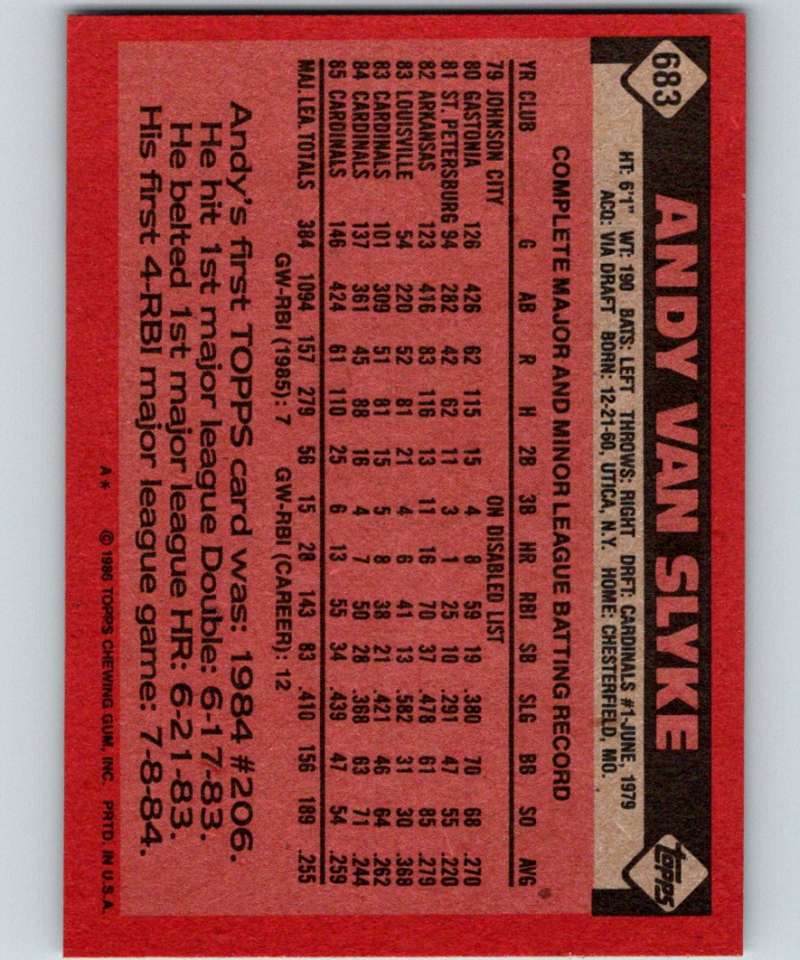 683
ANDY VAN SLYKE
topps
HT: 6'1" WT: 190 BATS: LEFT THROWS: RIGHT DRFT: CARDINALS #1-JUNE, 1979
ACQ: VIA DRAFT BORN: 12-21-60, UTICA, N.Y. HOME: CHESTERFIELD, MO.
COMPLETE MAJOR AND MINOR LEAGUE BATTING RECORD
YR CLUB G AB R H 2B 3B HR RBI SB SLG BB SO AVG
79 JOHNSON CITY ON DISABLED LIST
80 GASTONIA 126 426 62 115 15 4 8 59 19 .380 70 68 .270
81 ST. PETERSBURG 94 282 42 62 11 3 1 25 10 .291 47 55 .220
82 ARKANSAS 123 416 83 116 13 11 16 70 37 .478 61 85 .279
83 LOUISVILLE 54 220 52 81 21 4 6 41 13 .582 31 30 .368
83 CARDINALS 101 309 51 81 15 5 8 38 21 .421 46 64 .262
84 CARDINALS 137 361 45 88 16 4 7 50 28 .368 63 71 .244
85 CARDINALS 146 424 61 110 25 6 13 55 34 .439 47 54 .259
MAJ. LEA. TOTALS 384 1094 157 279 56 15 28 143 83 .410 156 189 .255
GW-RBI (1985): 7 GW-RBI (CAREER): 12
Andy's first TOPPS card was: 1984 #206.
He hit 1st major league Double: 6-17-83.
He belted 1st major league HR: 6-21-83.
His first 4-RBI major league game: 7-8-84.
A* © 1986 TOPPS CHEWING GUM, INC. PRTD. IN U.S.A.